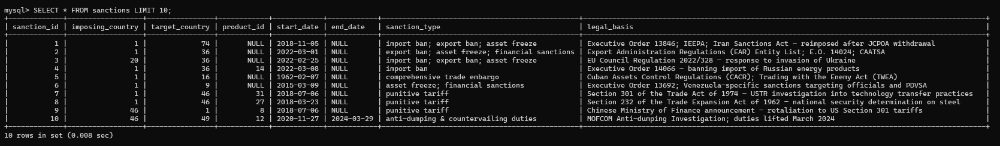 mysql> SELECT * FROM sanctions LIMIT 10;
+-------------+------------------+----------------+------------+------------+------------+-----------------------------------------------+------------------------------------------------------------------------------------------------+
| sanction_id | imposing_country | target_country | product_id | start_date | end_date   | sanction_type                                 | legal_basis                                                                                    |
+-------------+------------------+----------------+------------+------------+------------+-----------------------------------------------+------------------------------------------------------------------------------------------------+
|           1 |                1 |             74 |       NULL | 2018-11-05 | NULL       | import ban; export ban; asset freeze          | Executive Order 13846; IEEPA; Iran Sanctions Act – reimposed after JCPOA withdrawal            |
|           2 |                1 |             36 |       NULL | 2022-03-01 | NULL       | export ban; asset freeze; financial sanctions | Export Administration Regulations (EAR) Entity List; E.O. 14024; CAATSA                        |
|           3 |               20 |             36 |       NULL | 2022-02-25 | NULL       | import ban; export ban; asset freeze          | EU Council Regulation 2022/328 – response to invasion of Ukraine                               |
|           4 |                1 |             36 |         14 | 2022-03-08 | NULL       | import ban                                    | Executive Order 14066 – banning import of Russian energy products                              |
|           5 |                1 |             16 |       NULL | 1962-02-07 | NULL       | comprehensive trade embargo                   | Cuban Assets Control Regulations (CACR); Trading with the Enemy Act (TWEA)                     |
|           6 |                1 |              9 |       NULL | 2015-03-09 | NULL       | asset freeze; financial sanctions             | Executive Order 13692; Venezuela-specific sanctions targeting officials and PDVSA              |
|           7 |                1 |             46 |         31 | 2018-07-06 | NULL       | punitive tariff                               | Section 301 of the Trade Act of 1974 – USTR investigation into technology transfer practices   |
|           8 |                1 |             46 |         27 | 2018-03-23 | NULL       | punitive tariff                               | Section 232 of the Trade Expansion Act of 1962 – national security determination on steel      |
|           9 |               46 |              1 |          8 | 2018-07-06 | NULL       | punitive tariff                               | Chinese Ministry of Finance announcement – retaliation to US Section 301 tariffs               |
|          10 |               46 |             49 |         12 | 2020-11-27 | 2024-03-29 | anti-dumping & countervailing duties          | MOFCOM Anti-dumping Investigation; duties lifted March 2024                                    |
+-------------+------------------+----------------+------------+------------+------------+-----------------------------------------------+------------------------------------------------------------------------------------------------+
10 rows in set (0.008 sec)